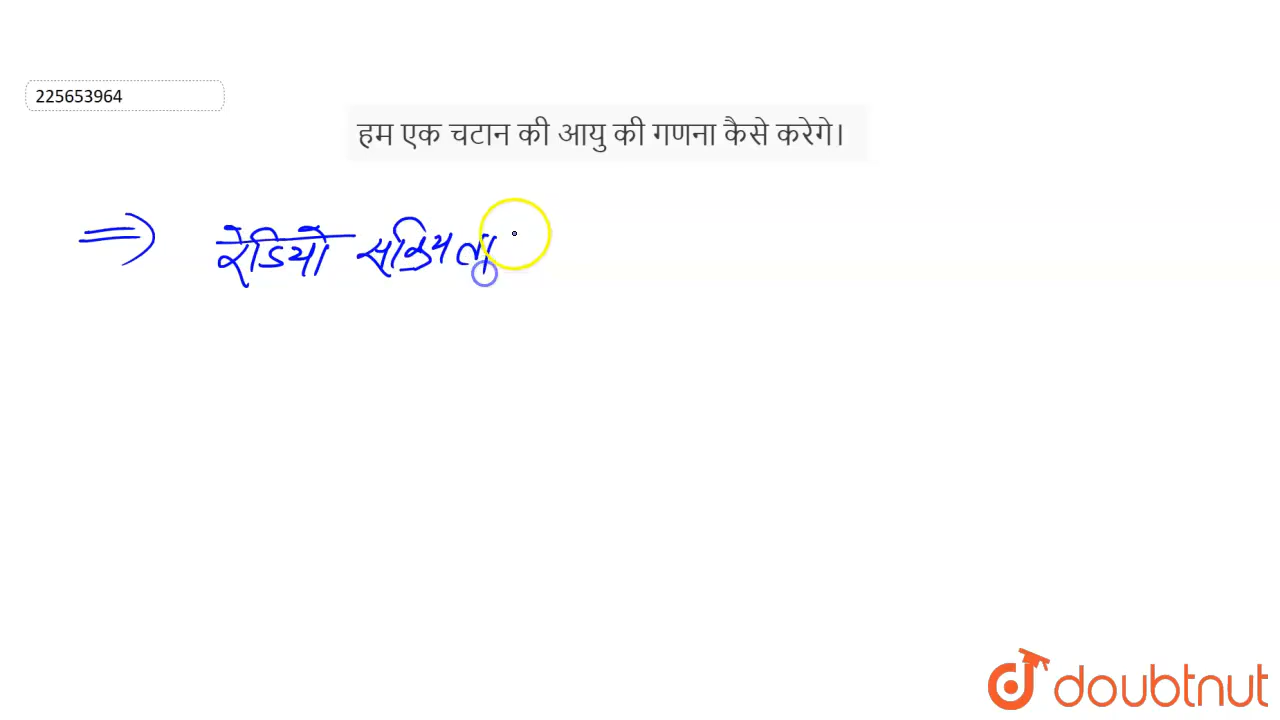 225653964
हम एक चटान की आयु की गणना कैसे करेगे।
⇒ रेडियो सक्रियता
doubtnut